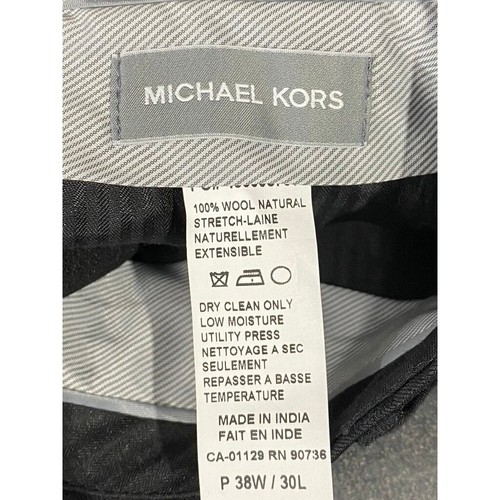 MICHAEL KORS
100% WOOL NATURAL
STRETCH-LAINE
NATURELLEMENT
EXTENSIBLE
DRY CLEAN ONLY
LOW MOISTURE
UTILITY PRESS
NETTOYAGE A SEC
SEULEMENT
REPASSER A BASSE
TEMPERATURE
MADE IN INDIA
FAIT EN INDE
CA-01129 RN 90736
P 38W / 30L